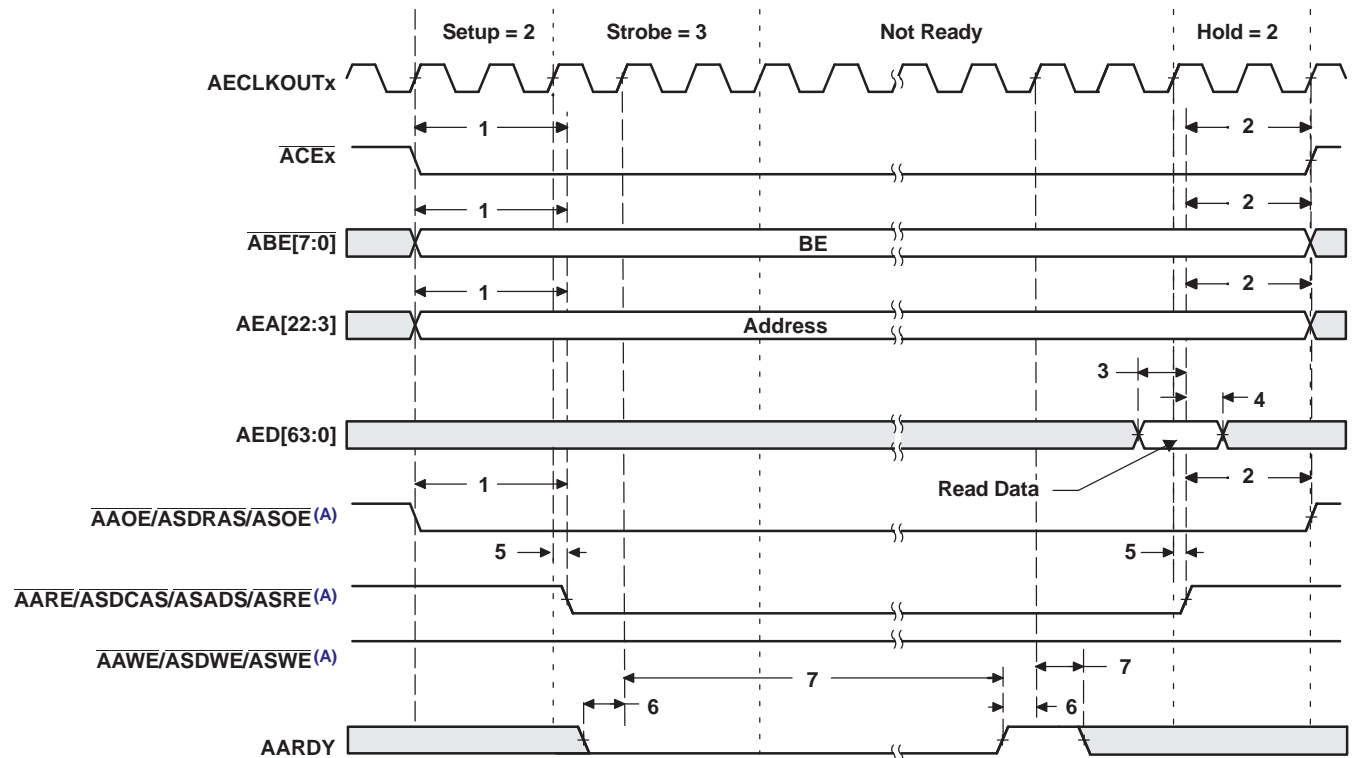 Setup = 2 Strobe = 3 Not Ready Hold = 2
AECLKOUTx
1 2
ACEx
1 2
ABE[7:0] BE
1 2
AEA[22:3] Address
3
4
AED[63:0]
Read Data
1 2
AAOE/ASDRAS/ASOE(A)
5 5
AARE/ASDCAS/ASADS/ASRE(A)
AAWE/ASDWE/ASWE(A)
7 7
6 6
AARDY